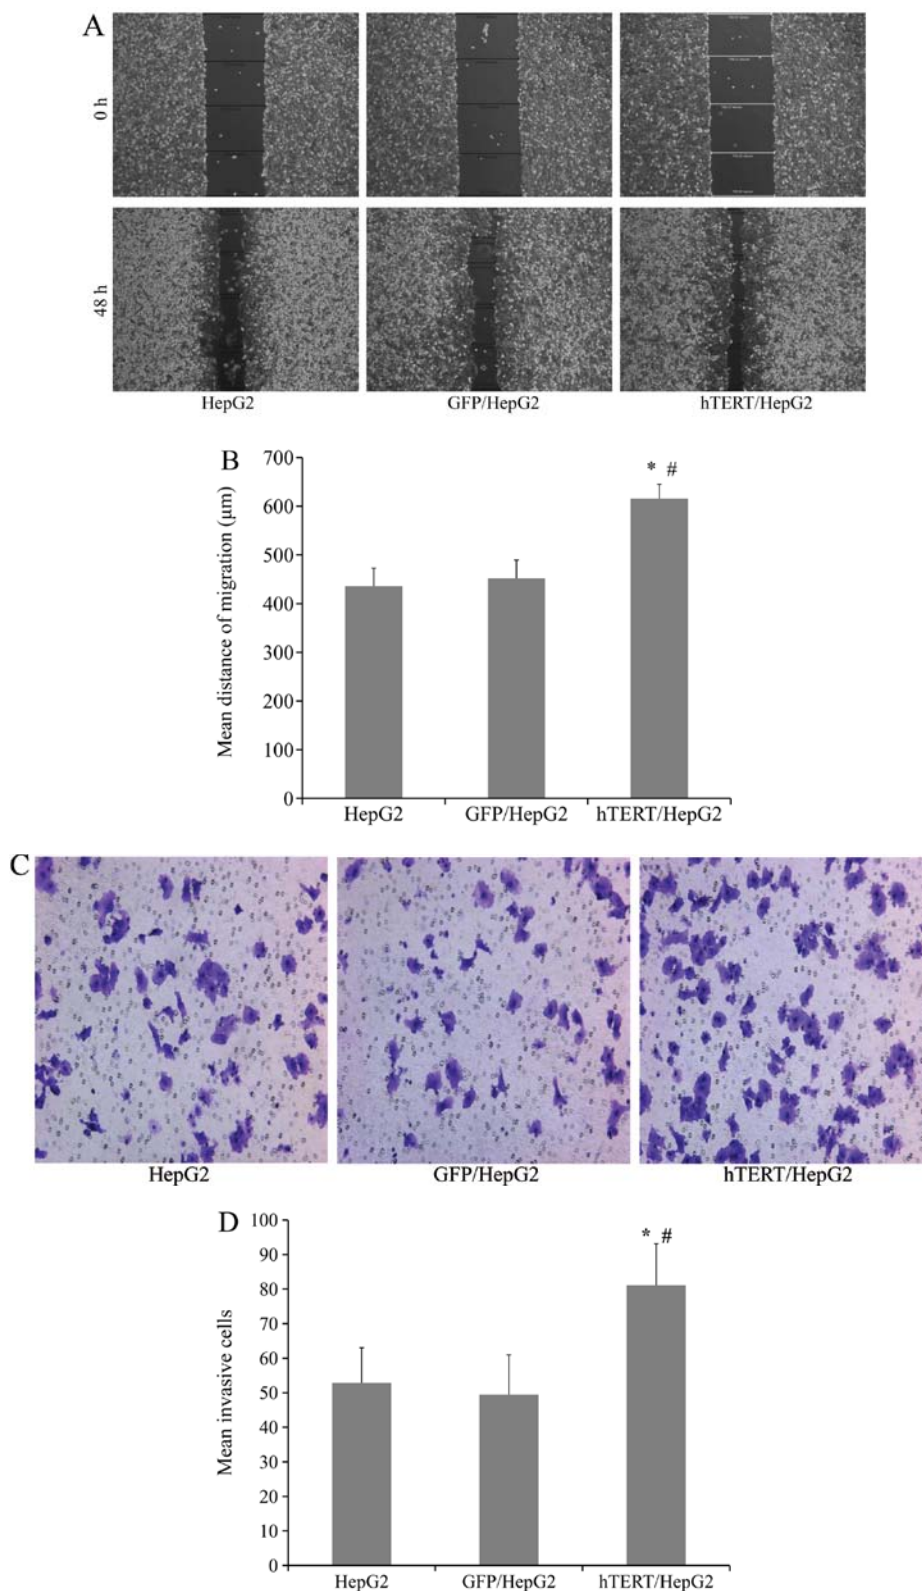 A
0 h
48 h
HepG2
GFP/HepG2
hTERT/HepG2
B
Mean distance of migration (μm)
700
600
500
400
300
200
100
0
* #
HepG2
GFP/HepG2
hTERT/HepG2
C
HepG2
GFP/HepG2
hTERT/HepG2
D
Mean invasive cells
100
90
80
70
60
50
40
30
20
10
0
* #
HepG2
GFP/HepG2
hTERT/HepG2